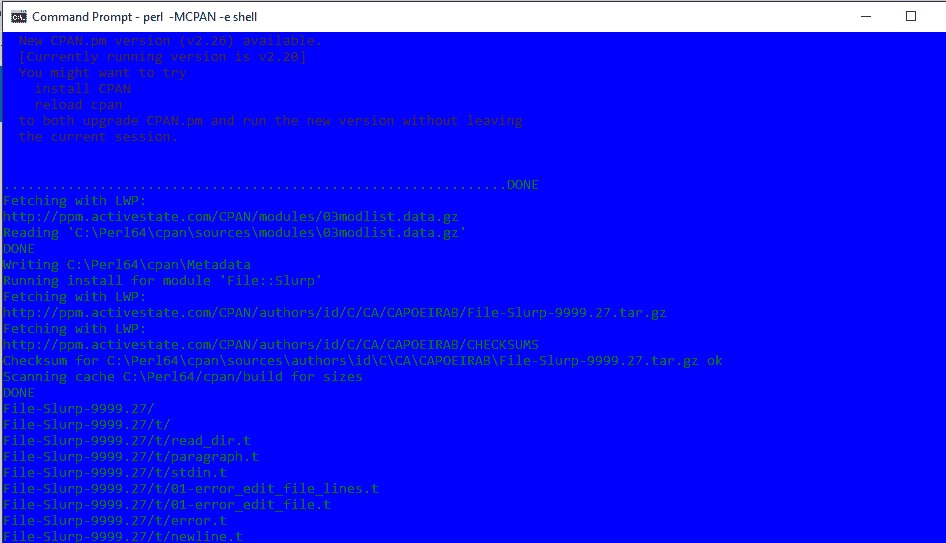 Command Prompt - perl  -MCPAN -e shell
New CPAN.pm version (v2.26) available.
[Currently running version is v2.20]
You might want to try
install CPAN
reload cpan
to both upgrade CPAN.pm and run the new version without leaving
the current session.
...............................................................DONE
Fetching with LWP:
http://ppm.activestate.com/CPAN/modules/03modlist.data.gz
Reading 'C:\Perl64\cpan\sources\modules\03modlist.data.gz'
DONE
Writing C:\Perl64\cpan\Metadata
Running install for module 'File::Slurp'
Fetching with LWP:
http://ppm.activestate.com/CPAN/authors/id/C/CA/CAPOEIRAB/File-Slurp-9999.27.tar.gz
Fetching with LWP:
http://ppm.activestate.com/CPAN/authors/id/C/CA/CAPOEIRAB/CHECKSUMS
Checksum for C:\Perl64\cpan\sources\authors\id\C\CA\CAPOEIRAB\File-Slurp-9999.27.tar.gz ok
Scanning cache C:\Perl64/cpan/build for sizes
DONE
File-Slurp-9999.27/
File-Slurp-9999.27/t/
File-Slurp-9999.27/t/read_dir.t
File-Slurp-9999.27/t/paragraph.t
File-Slurp-9999.27/t/stdin.t
File-Slurp-9999.27/t/01-error_edit_file_lines.t
File-Slurp-9999.27/t/01-error_edit_file.t
File-Slurp-9999.27/t/error.t
File-Slurp-9999.27/t/newline.t